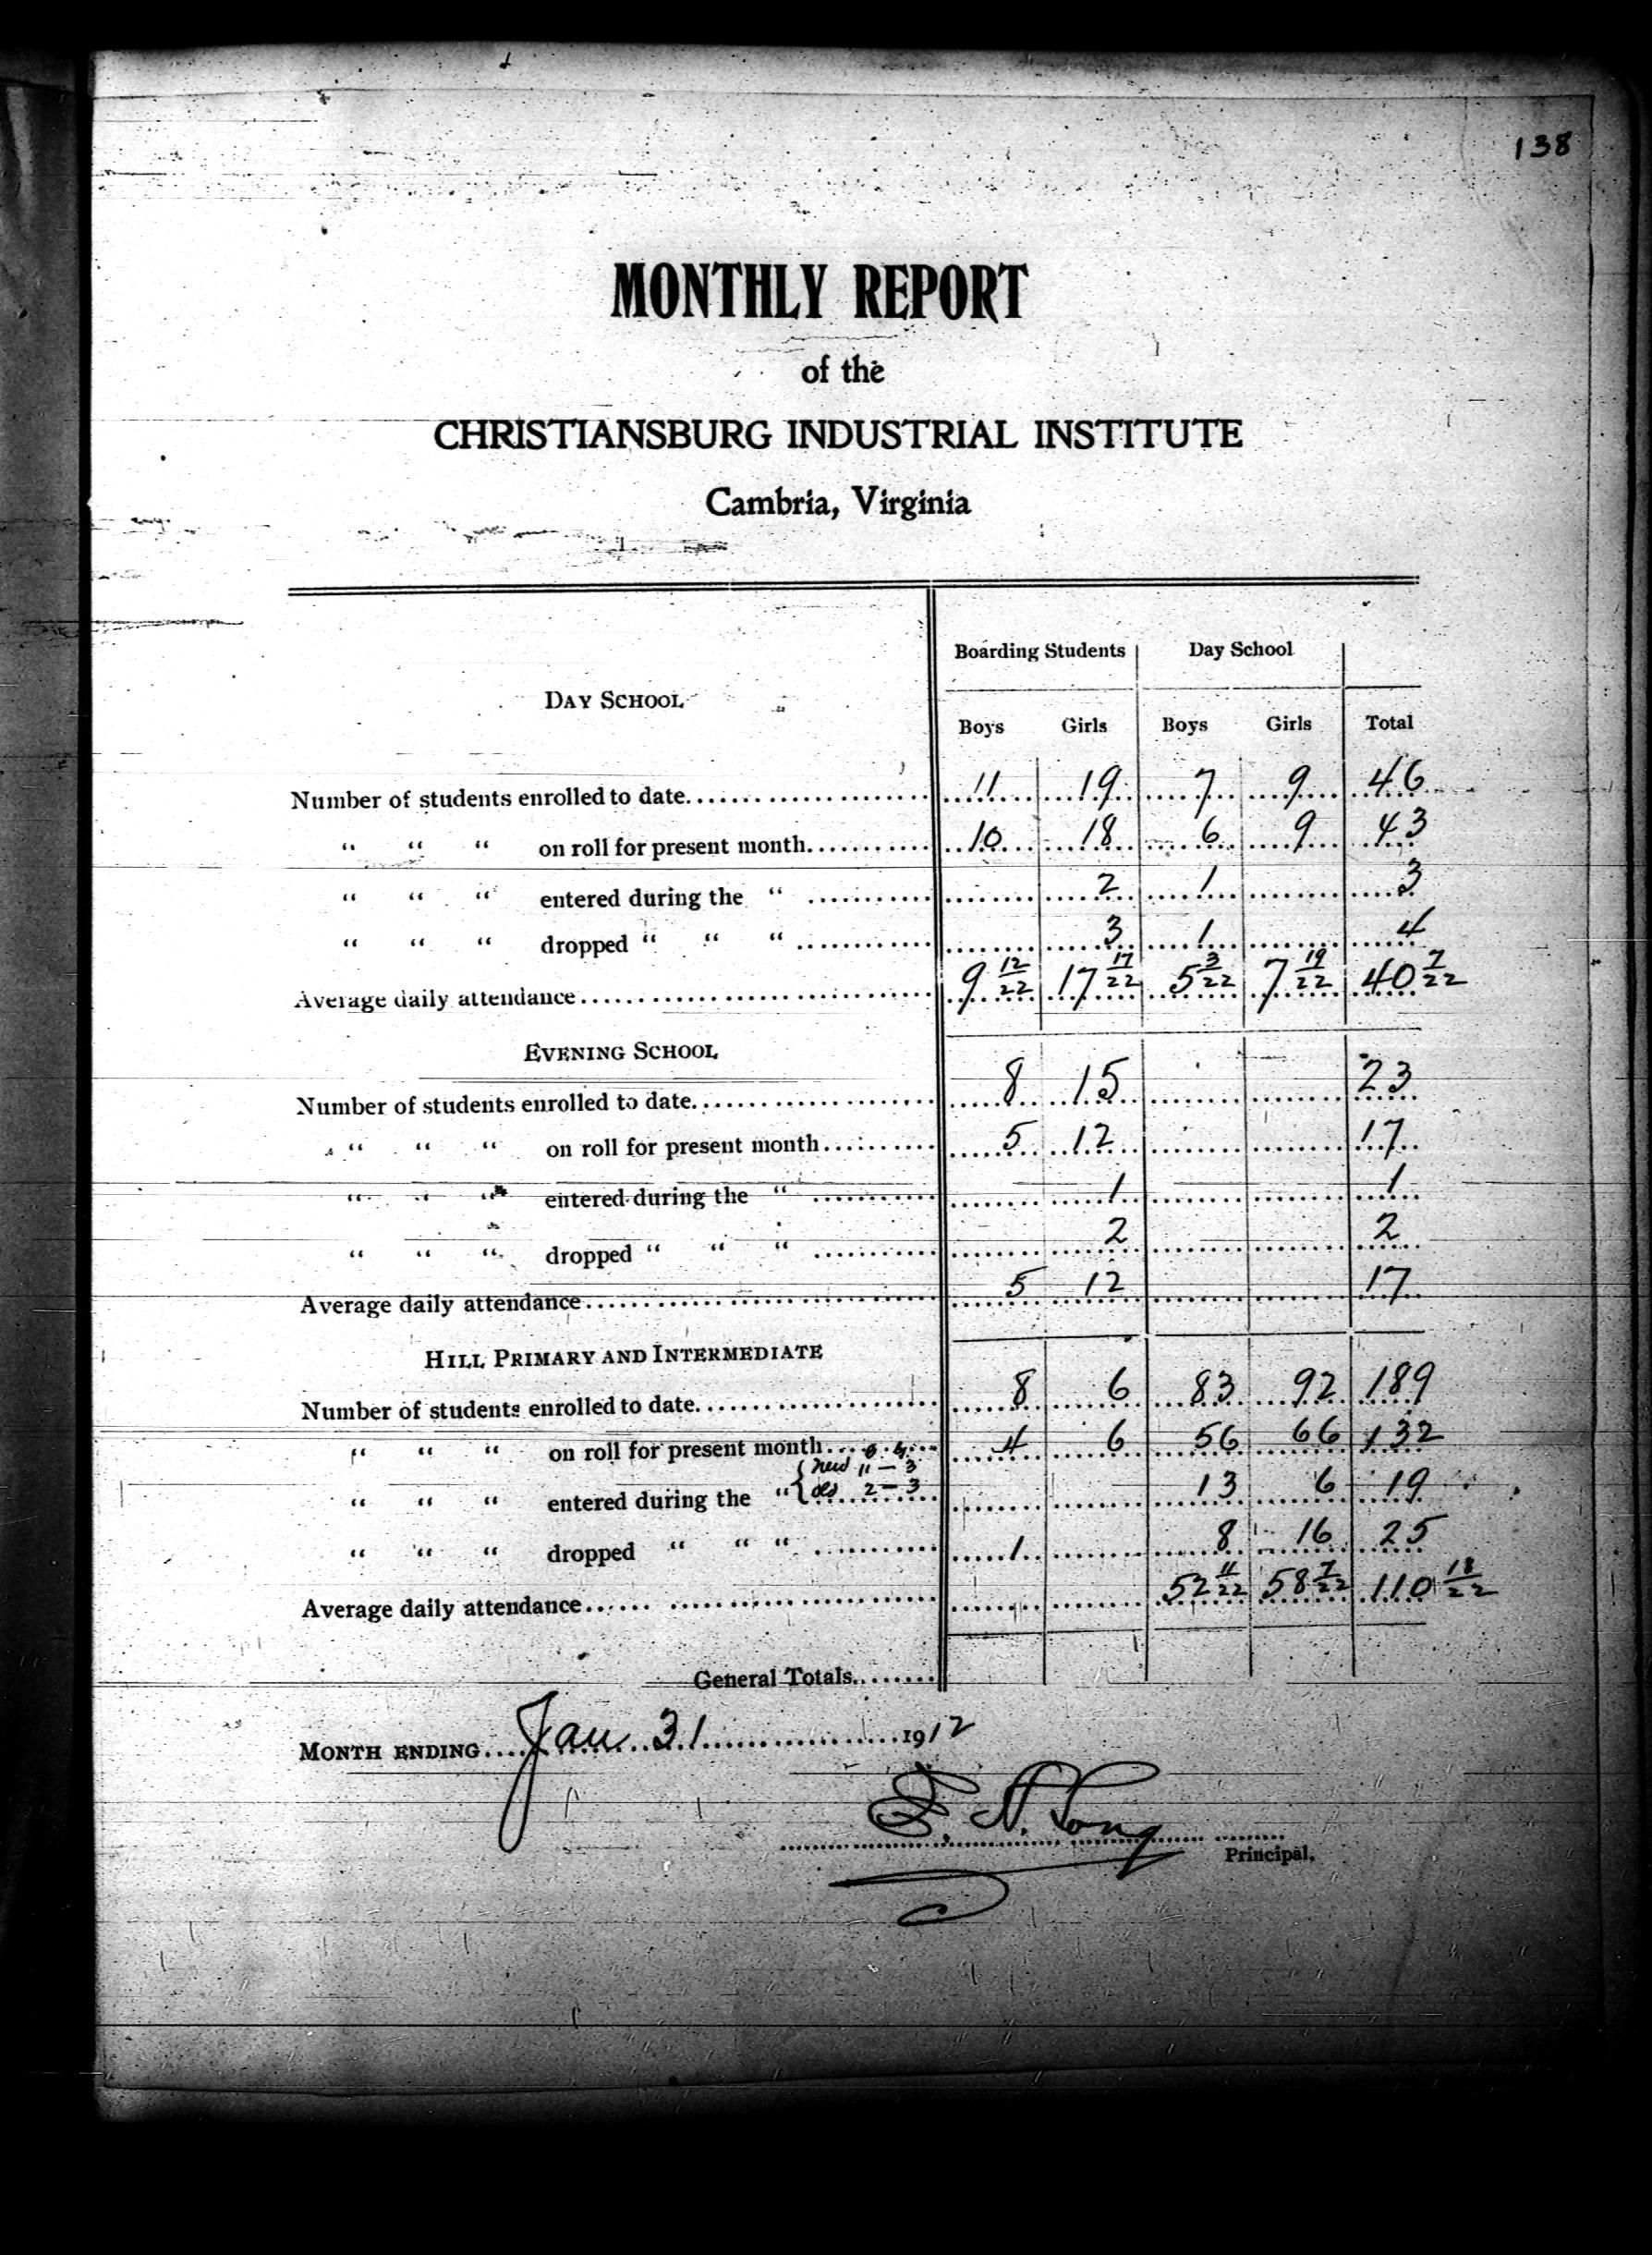 138
MONTHLY REPORT
of the
CHRISTIANSBURG INDUSTRIAL INSTITUTE
Cambria, Virginia
Boarding Students Day School
DAY SCHOOL
Boys Girls Boys Girls Total
Number of students enrolled to date 11 19 7 9 46
" " " on roll for present month 10 18 6 9 43
" " " entered during the " 2 1 3
" " " dropped " " " 3 1 4
Average daily attendance 9 12/22 17 17/22 5 3/22 7 19/22 40 7/22
EVENING SCHOOL
Number of students enrolled to date 8 15 23
" " " on roll for present month 5 12 17
" " " entered during the " 1 1
" " " dropped " " " 2 2
Average daily attendance 5 12 17
HILL PRIMARY AND INTERMEDIATE
Number of students enrolled to date 8 6 83 92 189
" " " on roll for present month B. G. 4 6 56 66 132
{ New 11 – 3
" " " entered during the " { old 2 – 3 13 6 19
" " " dropped " " " 1 8 16 25
Average daily attendance 52 11/22 58 7/22 110 18/22
General Totals
MONTH ENDING Jan 31 1912
E. A. Long
Principal.